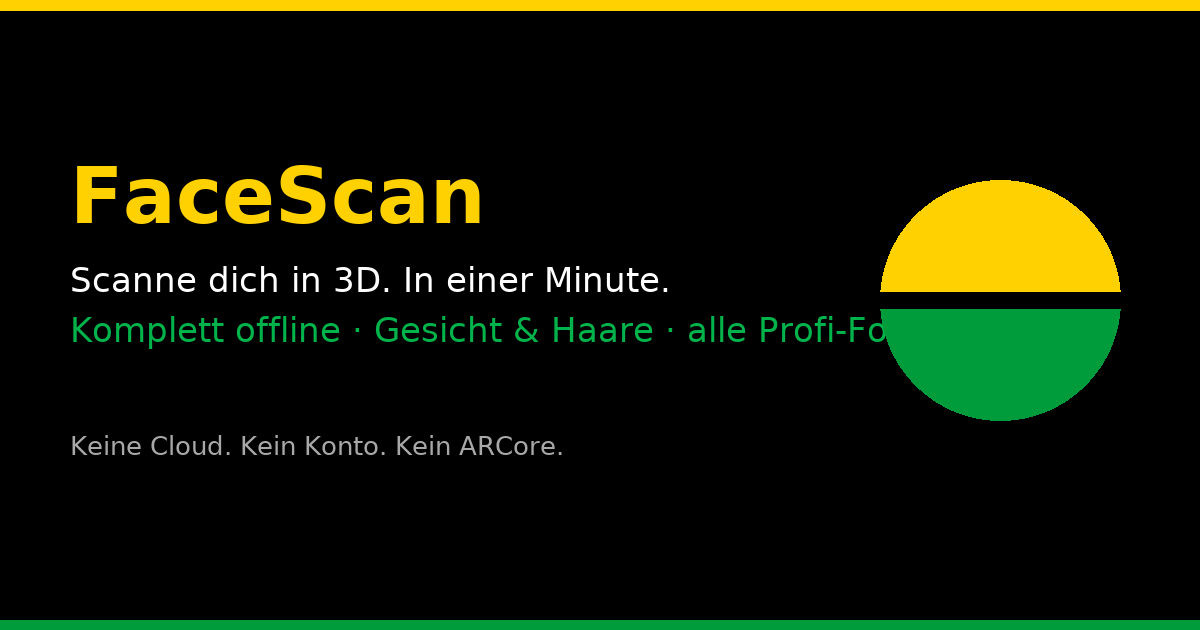 FaceScan
Scanne dich in 3D. In einer Minute.
Komplett offline · Gesicht & Haare · alle Profi-Fo
Keine Cloud. Kein Konto. Kein ARCore.